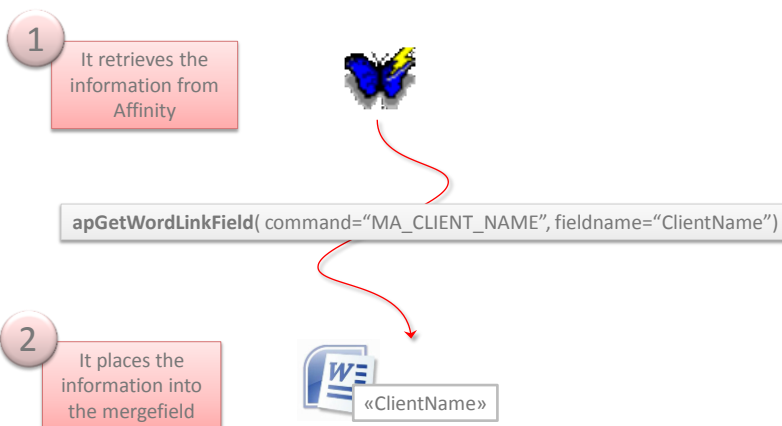 1
It retrieves the
information from
Affinity
apGetWordLinkField( command=“MA_CLIENT_NAME”, fieldname=“ClientName”)
2
It places the
information into
the mergefield
W
«ClientName»